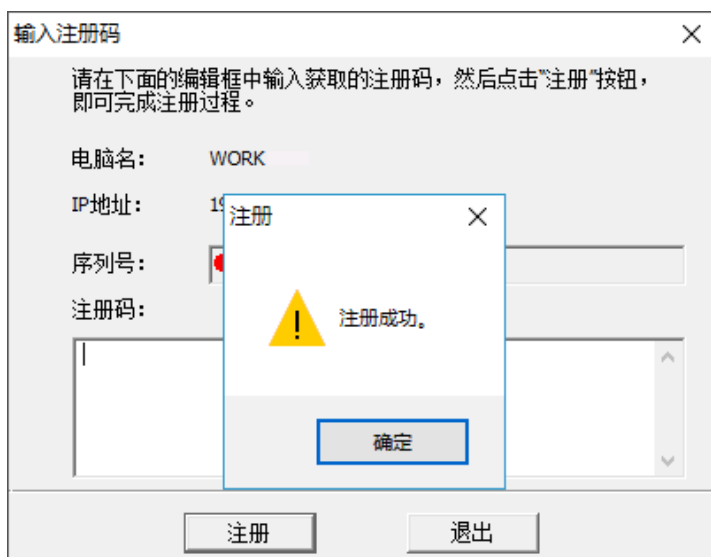 输入注册码
请在下面的编辑框中输入获取的注册码，然后点击"注册"按钮，
即可完成注册过程。
电脑名： WORK
IP地址： 19
注册
序列号：
注册码：
注册成功。
确定
注册 退出